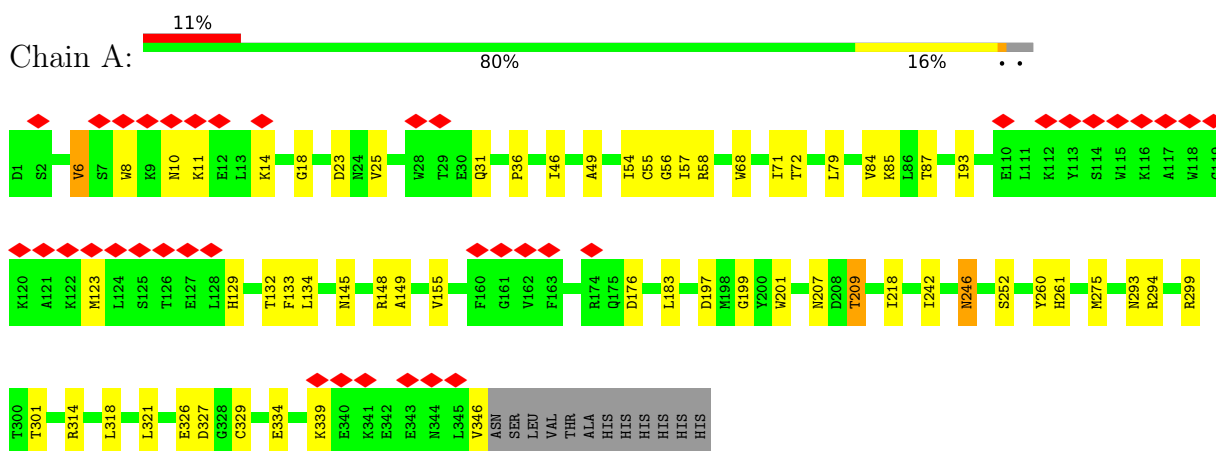 11%
Chain A:
80% 16% • •
D1 S2 V6 S7 W8 K9 N10 K11 E12 L13 K14 G18 D23 N24 V25 W28 T29 E30 Q31 P36 I46 A49 I54 C55 G56 I57 R58 W68 I71 T72 L79 V84 K85 L86 T87 I93 E110 L111 K112 Y113 S114 W115 K116 A117 W118 G119
K120 A121 K122 M123 L124 S125 T126 E127 L128 H129 T132 F133 L134 N145 R148 A149 V155 F160 G161 V162 F163 R174 Q175 D176 L183 D197 M198 G199 Y200 W201 N207 D208 T209 I218 I242 N246 S252 Y260 H261 M275 N293 R294 R299
T300 T301 R314 L318 L321 E326 D327 G328 C329 E334 K339 E340 K341 E342 E343 N344 L345 V346 ASN SER LEU VAL THR ALA HIS HIS HIS HIS HIS HIS